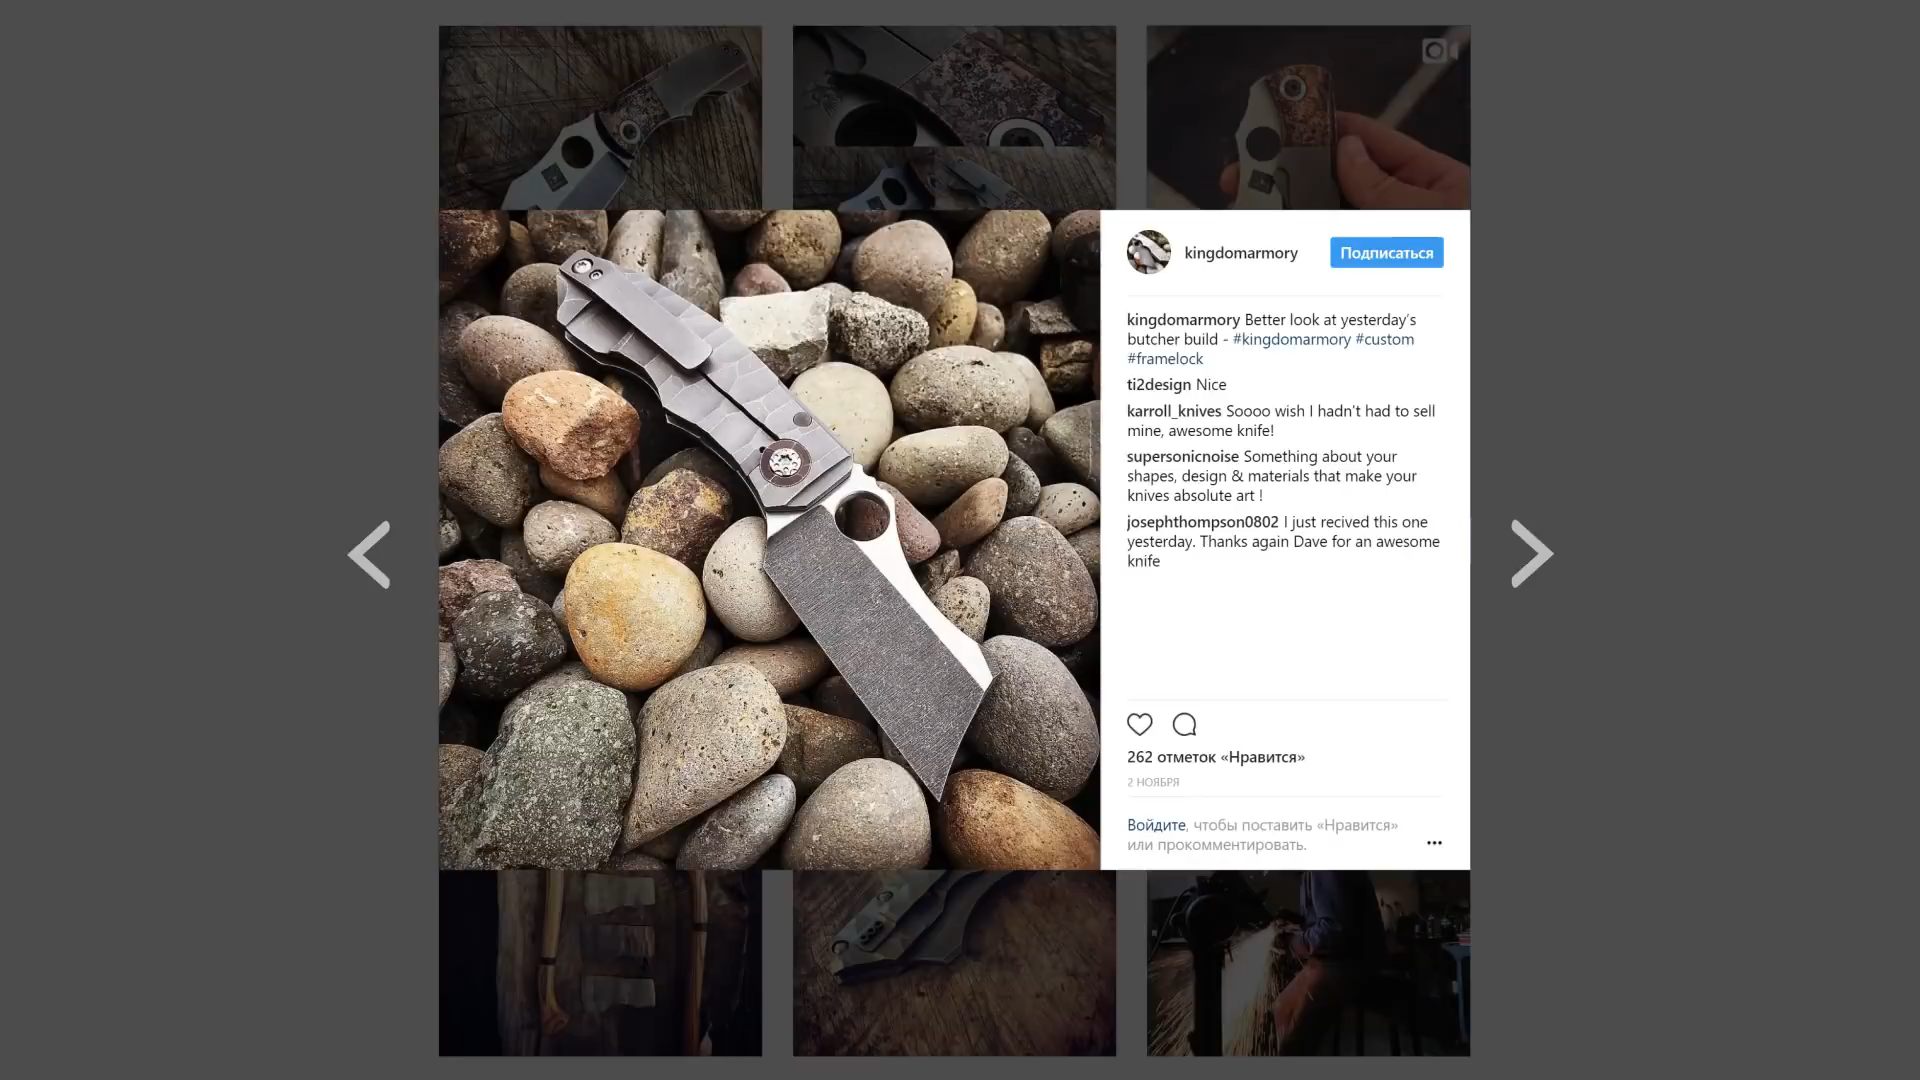 kingdomarmory
Подписаться
kingdomarmory Better look at yesterday's
butcher build - #kingdomarmory #custom
#framelock
ti2design Nice
karroll_knives Soooo wish I hadn't had to sell
mine, awesome knife!
supersonicnoise Something about your
shapes, design & materials that make your
knives absolute art !
josephthompson0802 I just recived this one
yesterday. Thanks again Dave for an awesome
knife
262 отметок «Нравится»
2 НОЯБРЯ
Войдите, чтобы поставить «Нравится»
или прокомментировать.